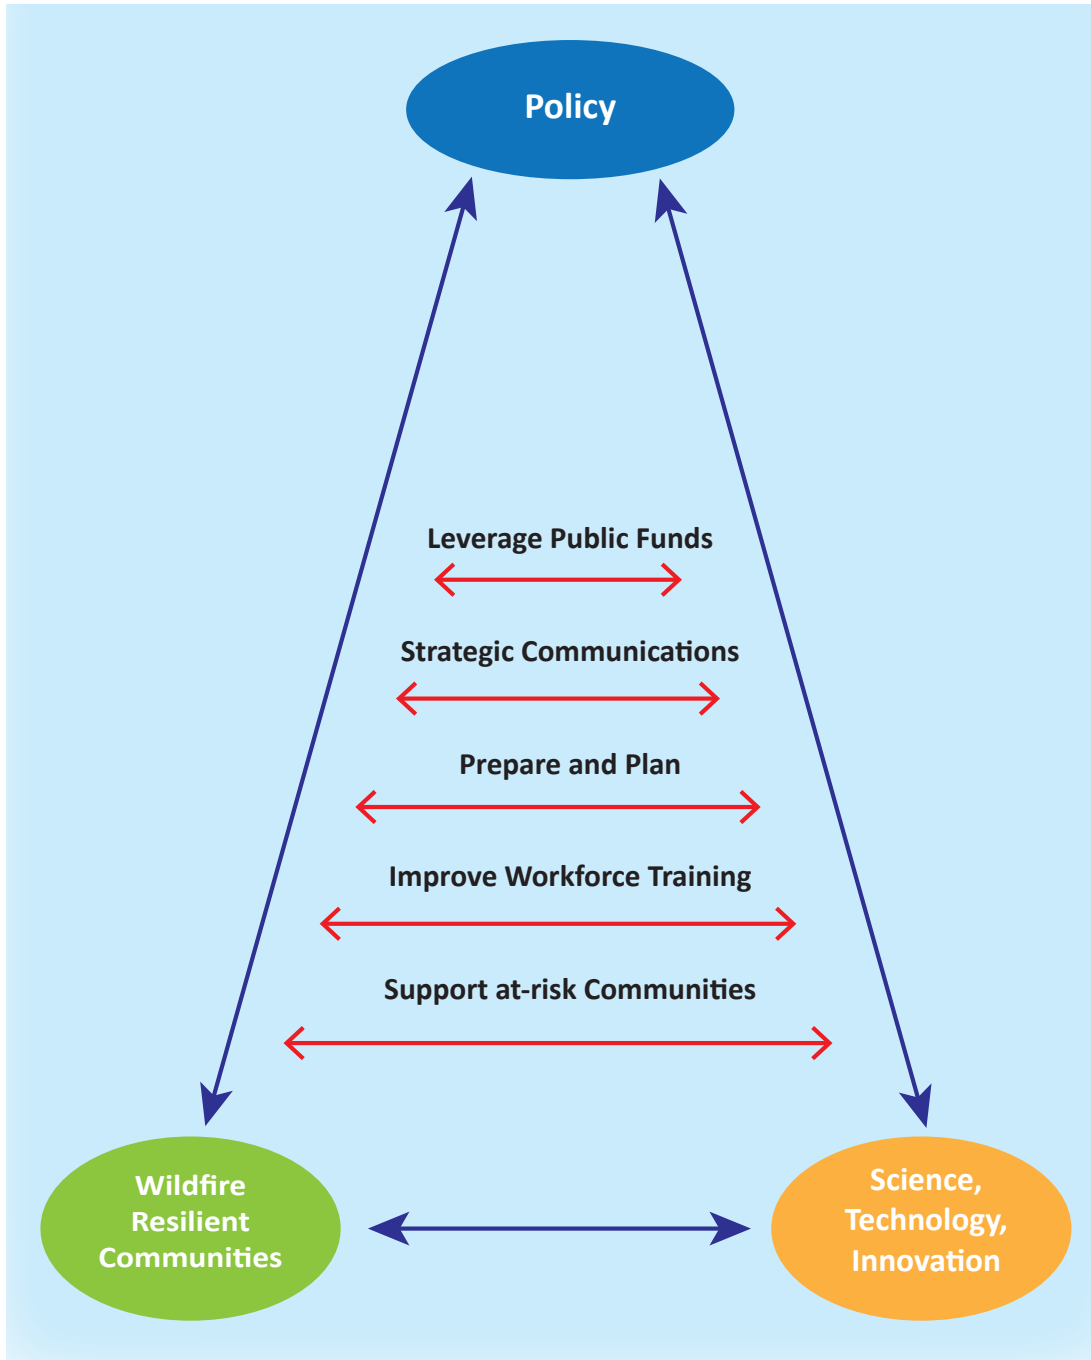 Policy
Leverage Public Funds
Strategic Communications
Prepare and Plan
Improve Workforce Training
Support at-risk Communities
Wildfire
Resilient
Communities
Science,
Technology,
Innovation